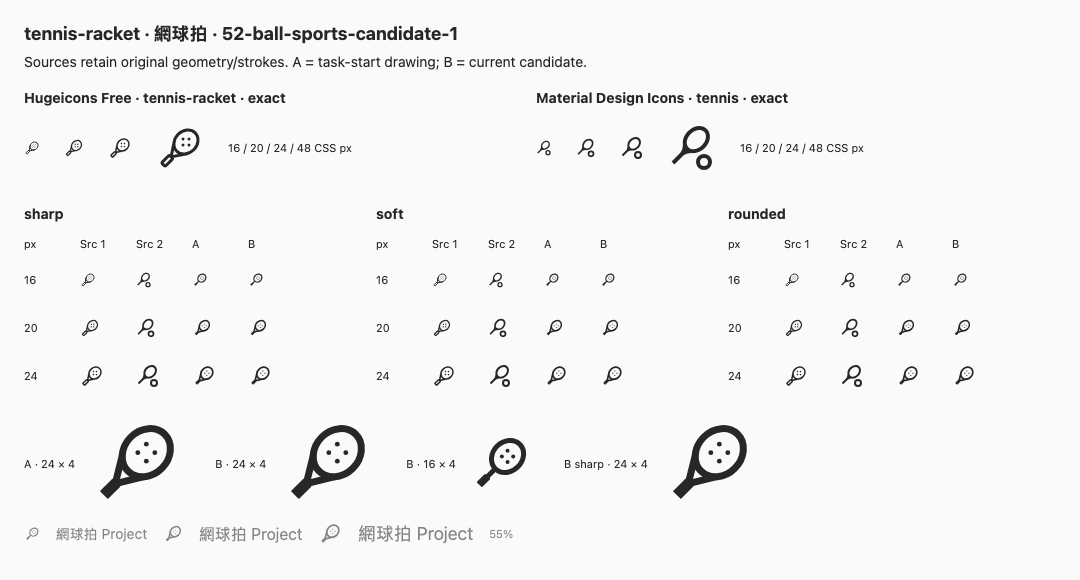 tennis-racket · 網球拍 · 52-ball-sports-candidate-1
Sources retain original geometry/strokes. A = task-start drawing; B = current candidate.
Hugeicons Free · tennis-racket · exact
Material Design Icons · tennis · exact
16 / 20 / 24 / 48 CSS px
16 / 20 / 24 / 48 CSS px
sharp
soft
rounded
px Src 1 Src 2 A B
px Src 1 Src 2 A B
px Src 1 Src 2 A B
16
16
16
20
20
20
24
24
24
A · 24 × 4
B · 24 × 4
B · 16 × 4
B sharp · 24 × 4
網球拍 Project
網球拍 Project
網球拍 Project
55%